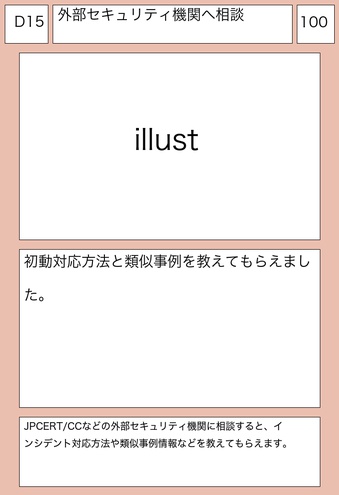 D15
外部セキュリティ機関へ相談
100
illust
初動対応方法と類似事例を教えてもらえまし
た。
JPCERT/CCなどの外部セキュリティ機関に相談すると、イ
ンシデント対応方法や類似事例情報などを教えてもらえます。